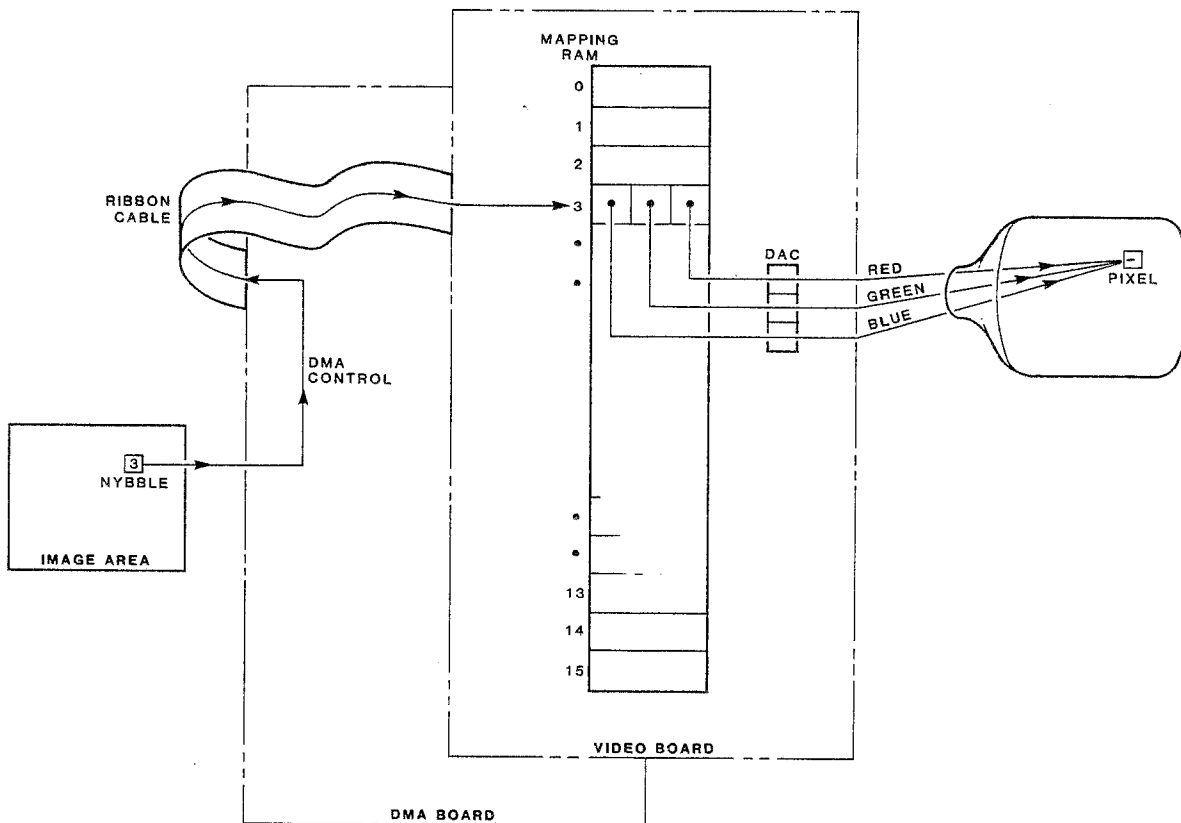 MAPPING
RAM
0
1
2
3
RIBBON
CABLE
DAC
RED
GREEN
BLUE
PIXEL
DMA
CONTROL
3
NYBBLE
IMAGE AREA
13
14
15
VIDEO BOARD
DMA BOARD